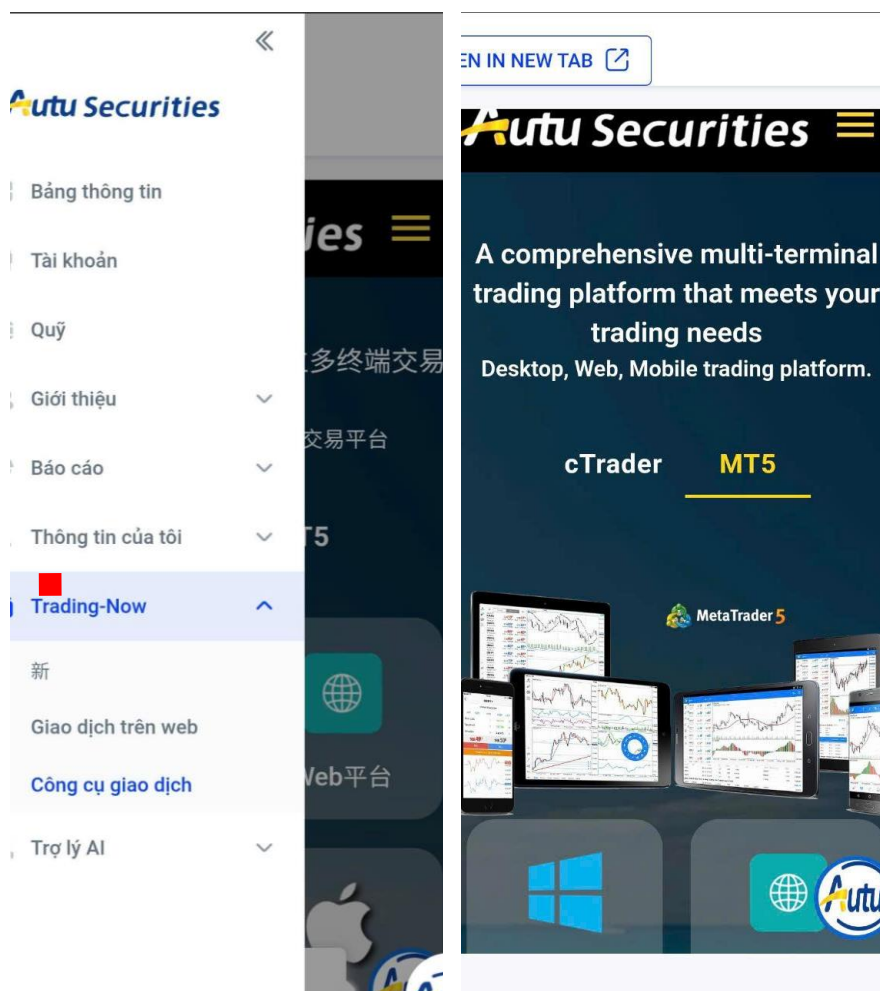 Autu Securities
Bảng thông tin
Tài khoản
Quỹ
Giới thiệu
Báo cáo
Thông tin của tôi
Trading-Now
新
Giao dịch trên web
Công cụ giao dịch
Trợ lý AI
ies
多终端交易
交易平台
T5
Web平台
EN IN NEW TAB
Autu Securities
A comprehensive multi-terminal
trading platform that meets your
trading needs
Desktop, Web, Mobile trading platform.
cTrader MT5
MetaTrader 5
Autu